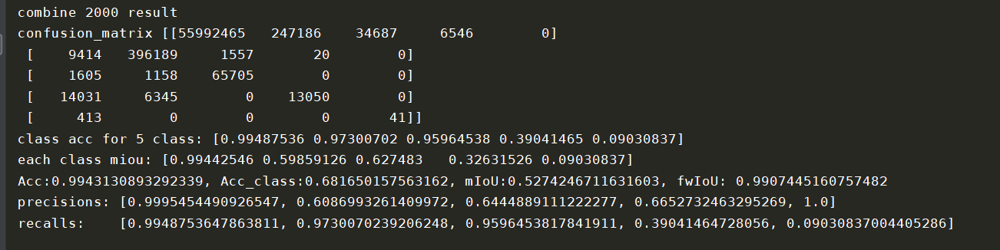 combine 2000 result
confusion_matrix [[55992465 247186 34687 6546 0]
[ 9414 396189 1557 20 0]
[ 1605 1158 65705 0 0]
[ 14031 6345 0 13050 0]
[ 413 0 0 0 41]]
class acc for 5 class: [0.99487536 0.97300702 0.95964538 0.39041465 0.09030837]
each class miou: [0.99442546 0.59859126 0.627483 0.32631526 0.09030837]
Acc:0.9943130893292339, Acc_class:0.681650157563162, mIoU:0.5274246711631603, fwIoU: 0.9907445160757482
precisions: [0.9995454490926547, 0.6086993261409972, 0.6444889111222277, 0.6652732463295269, 1.0]
recalls: [0.9948753647863811, 0.9730070239206248, 0.9596453817841911, 0.39041464728056, 0.09030837004405286]